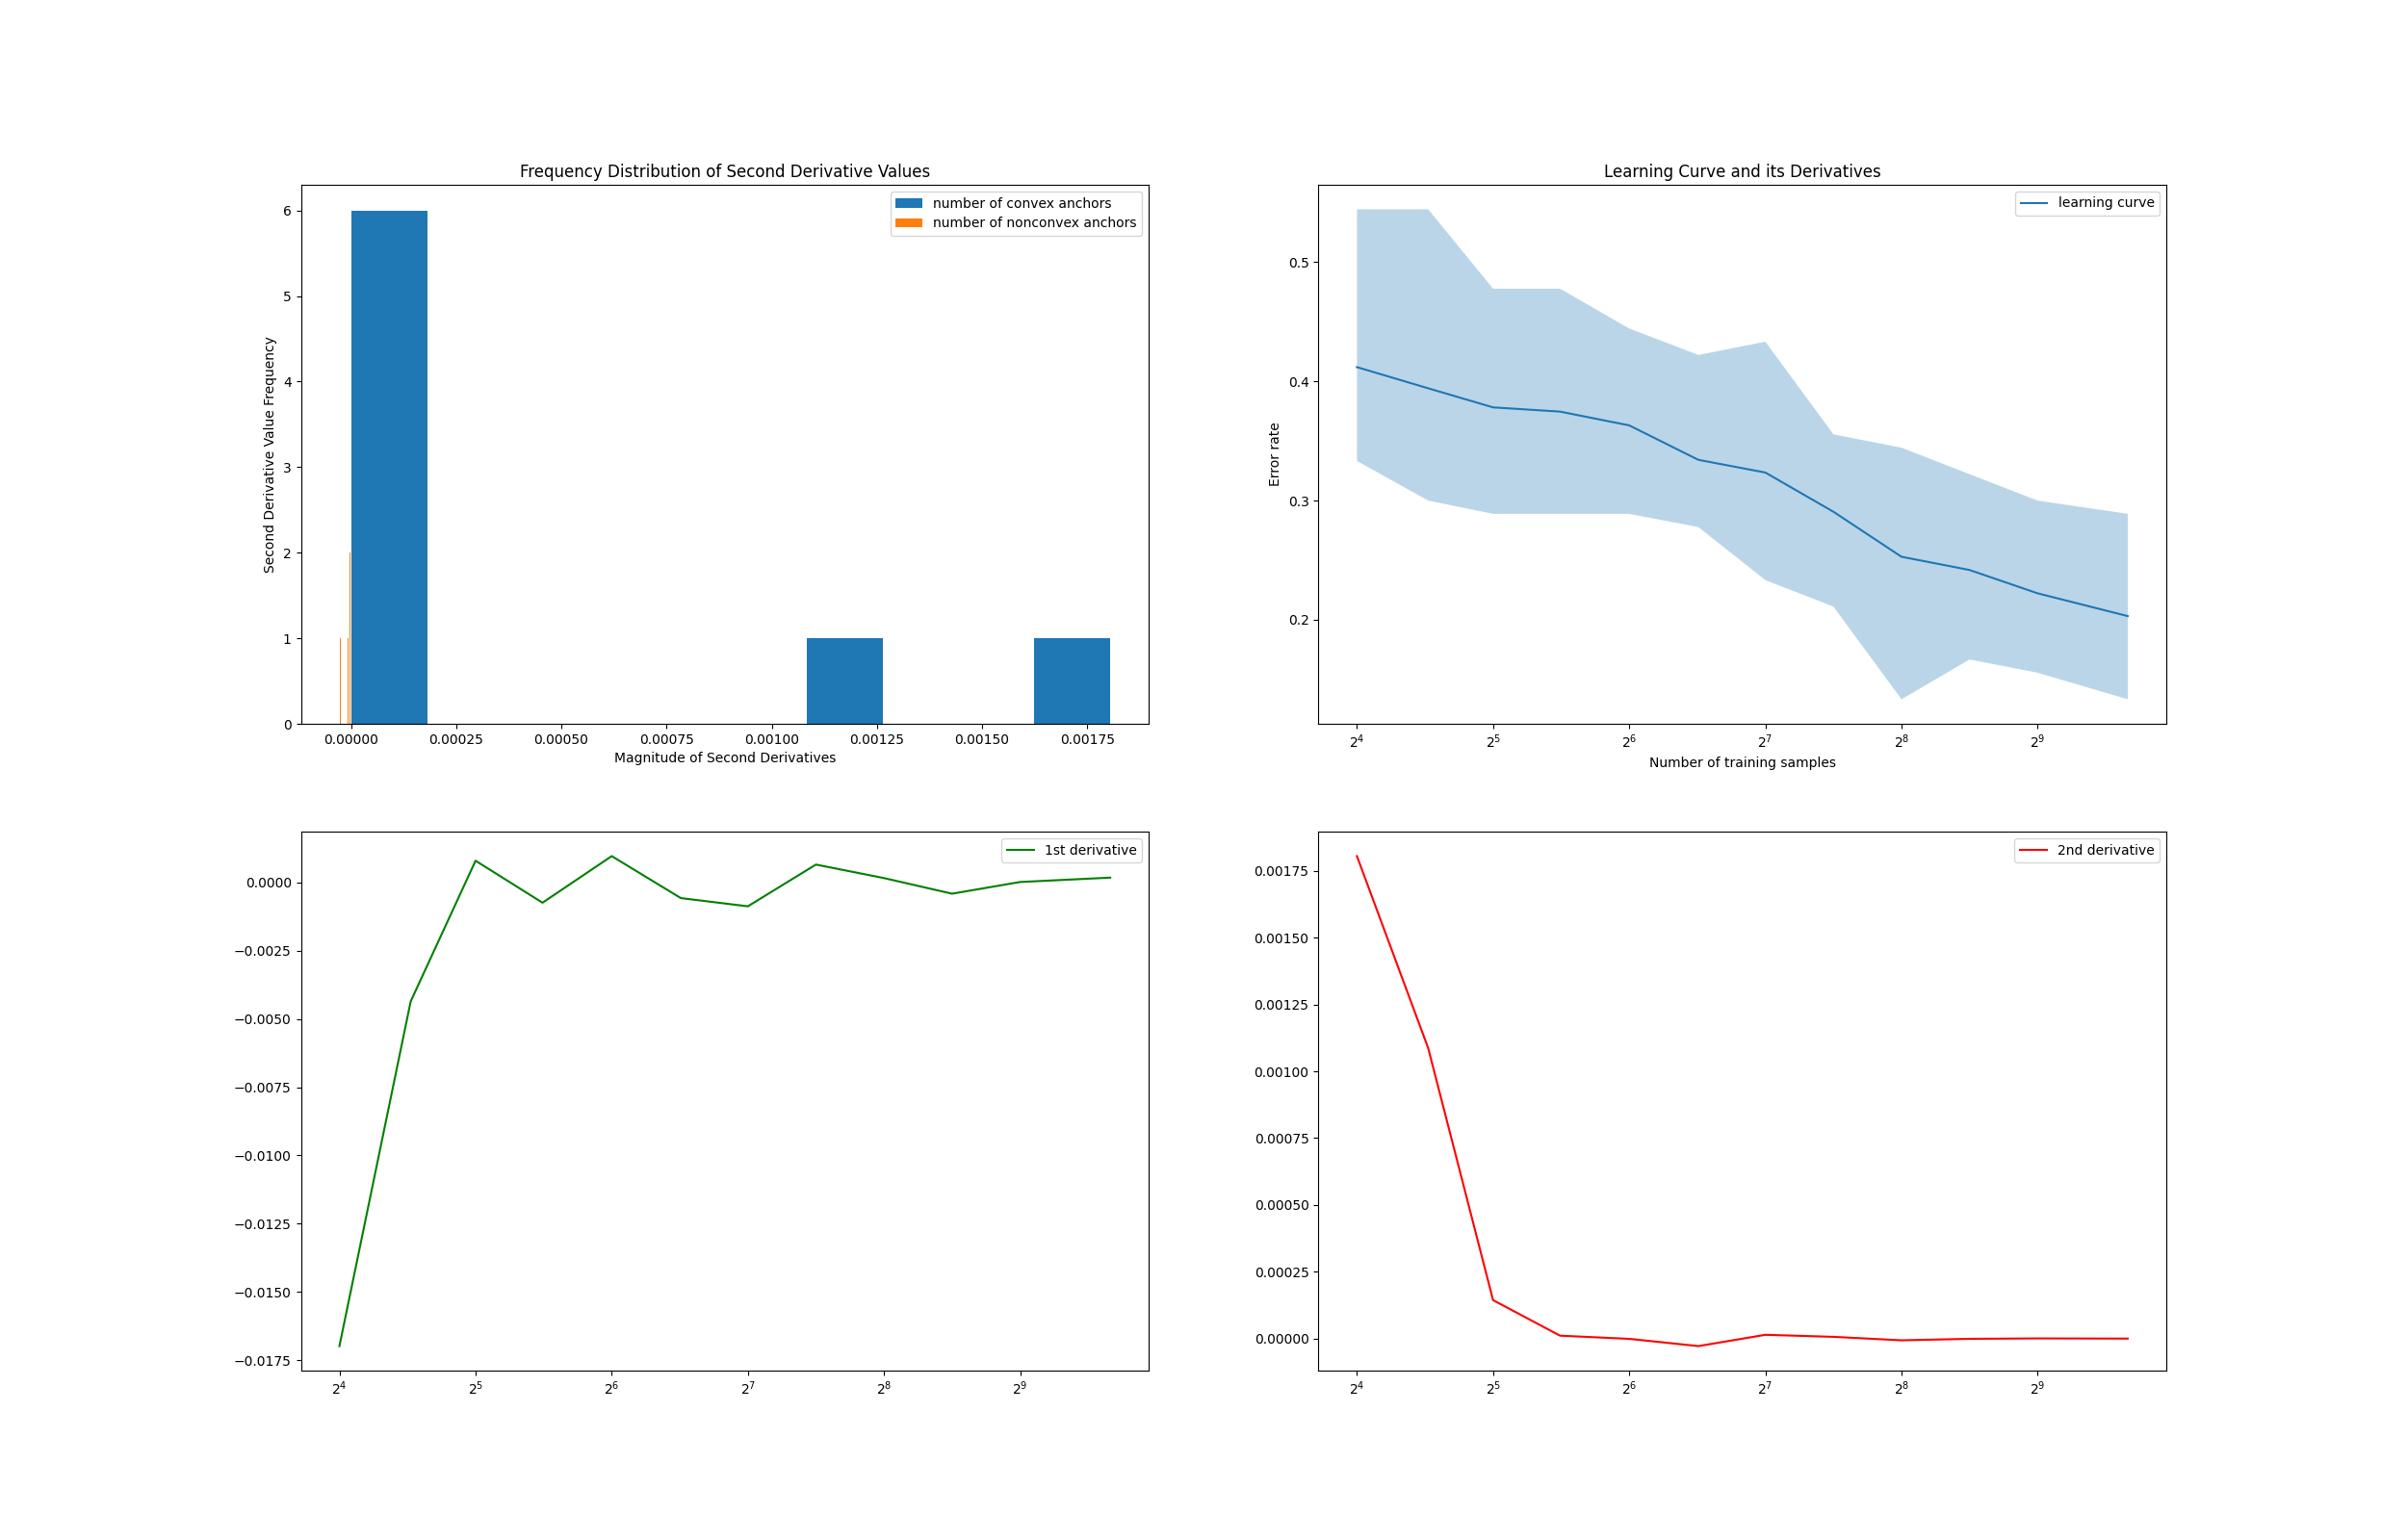 Frequency Distribution of Second Derivative Values
number of convex anchors
number of nonconvex anchors
Second Derivative Value Frequency
6
5
4
3
2
1
0
0.00000 0.00025 0.00050 0.00075 0.00100 0.00125 0.00150 0.00175
Magnitude of Second Derivatives
Learning Curve and its Derivatives
learning curve
Error rate
0.5
0.4
0.3
0.2
2⁴ 2⁵ 2⁶ 2⁷ 2⁸ 2⁹
Number of training samples
1st derivative
0.0000
−0.0025
−0.0050
−0.0075
−0.0100
−0.0125
−0.0150
−0.0175
2⁴ 2⁵ 2⁶ 2⁷ 2⁸ 2⁹
2nd derivative
0.00175
0.00150
0.00125
0.00100
0.00075
0.00050
0.00025
0.00000
2⁴ 2⁵ 2⁶ 2⁷ 2⁸ 2⁹